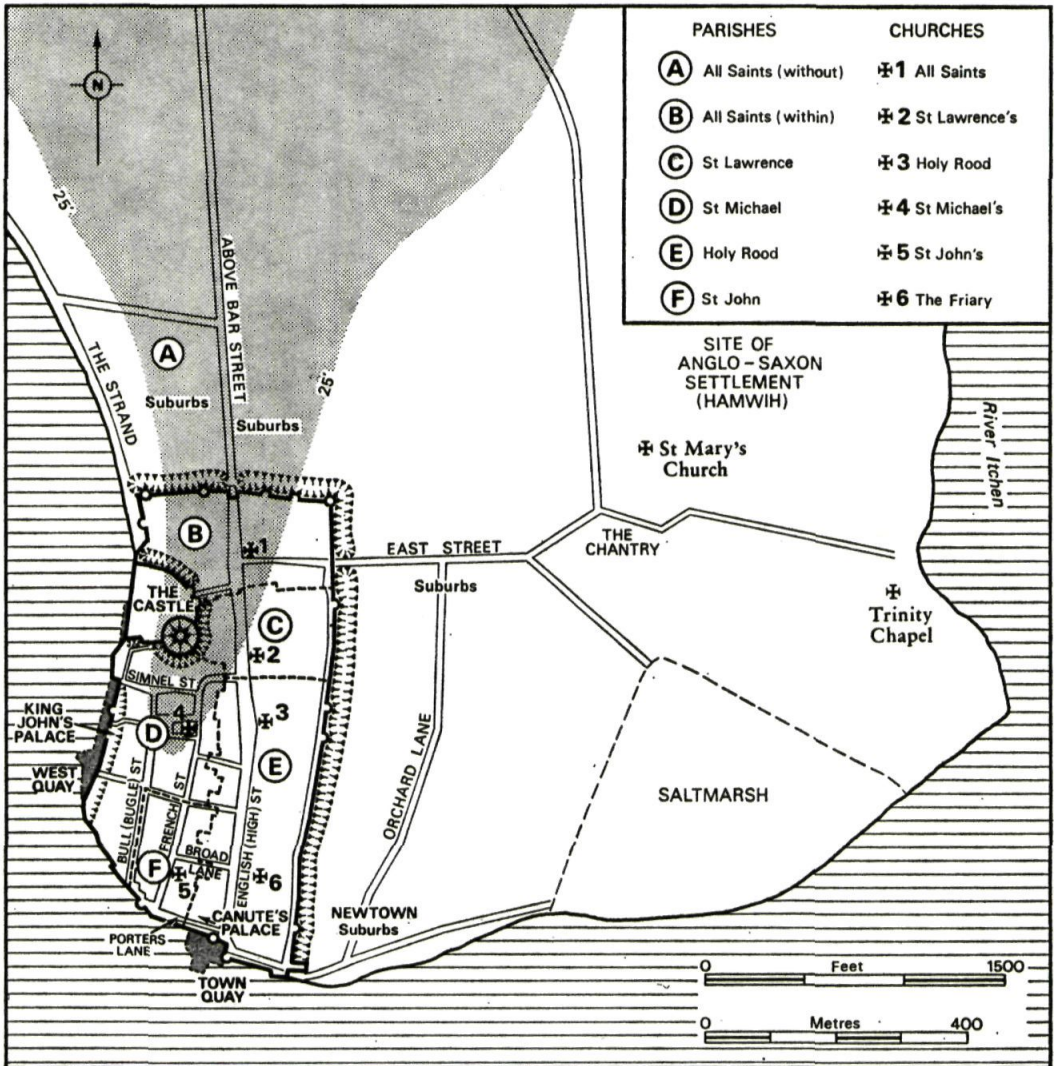 PARISHES
A All Saints (without)
B All Saints (within)
C St Lawrence
D St Michael
E Holy Rood
F St John
CHURCHES
1 All Saints
2 St Lawrence's
3 Holy Rood
4 St Michael's
5 St John's
6 The Friary
N
25'
ABOVE BAR STREET
25'
THE STRAND
A
Suburbs
Suburbs
SITE OF
ANGLO-SAXON
SETTLEMENT
(HAMWIH)
River Itchen
St Mary's
Church
B
1
EAST STREET
Suburbs
THE
CHANTRY
Trinity
Chapel
THE
CASTLE
C
2
SIMNEL ST
KING
JOHN'S
PALACE
4
D
3
E
WEST
QUAY
BULL (BUGLE) ST
FRENCH ST
ENGLISH (HIGH) ST
ORCHARD LANE
SALTMARSH
BROAD
LANE
F
5
6
CANUTE'S
PALACE
NEWTOWN
Suburbs
PORTERS
LANE
TOWN
QUAY
0 Feet 1500
0 Metres 400